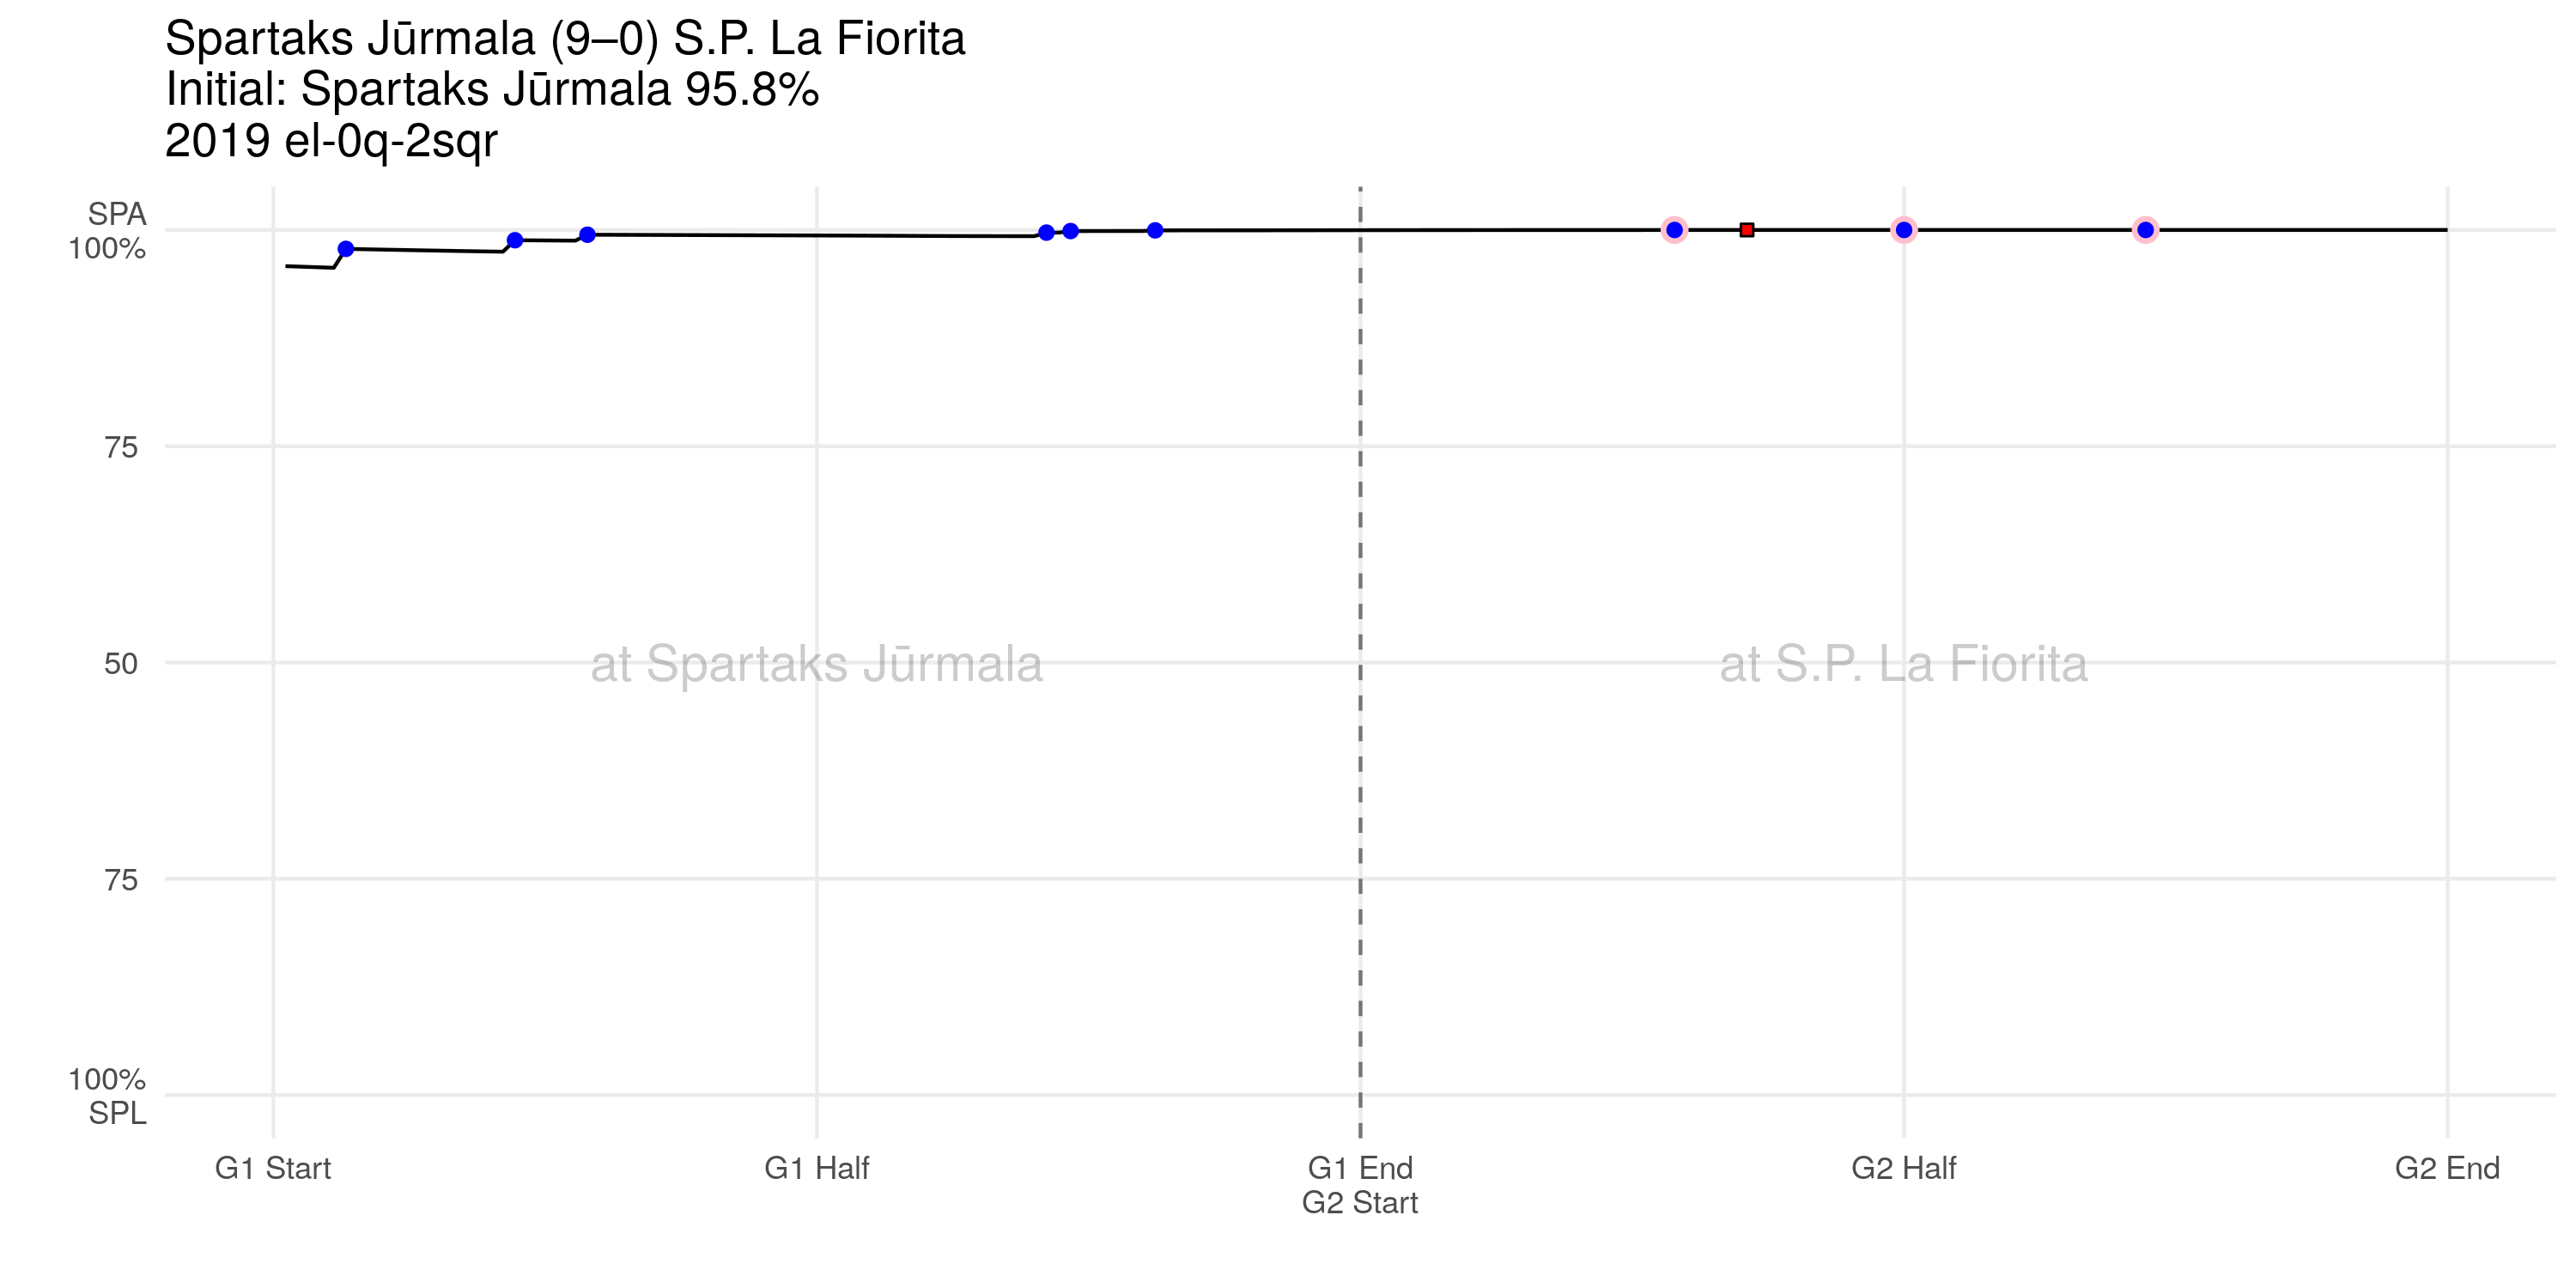 Spartaks Jūrmala (9–0) S.P. La Fiorita
Initial: Spartaks Jūrmala 95.8%
2019 el-0q-2sqr
SPA
100%
75
50
75
100%
SPL
at Spartaks Jūrmala
at S.P. La Fiorita
G1 Start
G1 Half
G1 End
G2 Start
G2 Half
G2 End